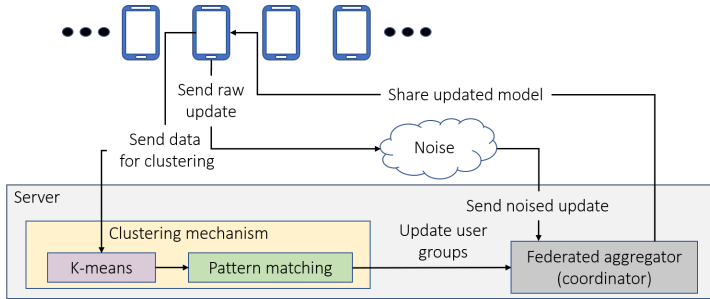 Send raw
update
Share updated model
Send data
for clustering
Noise
Server
Send noised update
Clustering mechanism
Update user
groups
K-means
Pattern matching
Federated aggregator
(coordinator)